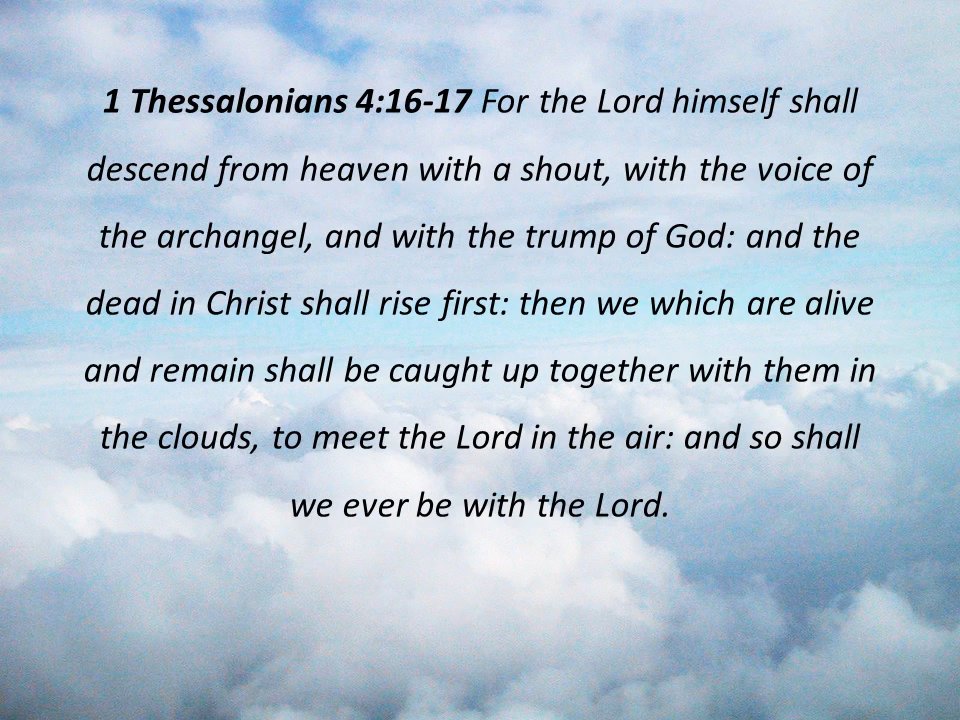 1 Thessalonians 4:16-17 For the Lord himself shall
descend from heaven with a shout, with the voice of
the archangel, and with the trump of God: and the
dead in Christ shall rise first: then we which are alive
and remain shall be caught up together with them in
the clouds, to meet the Lord in the air: and so shall
we ever be with the Lord.